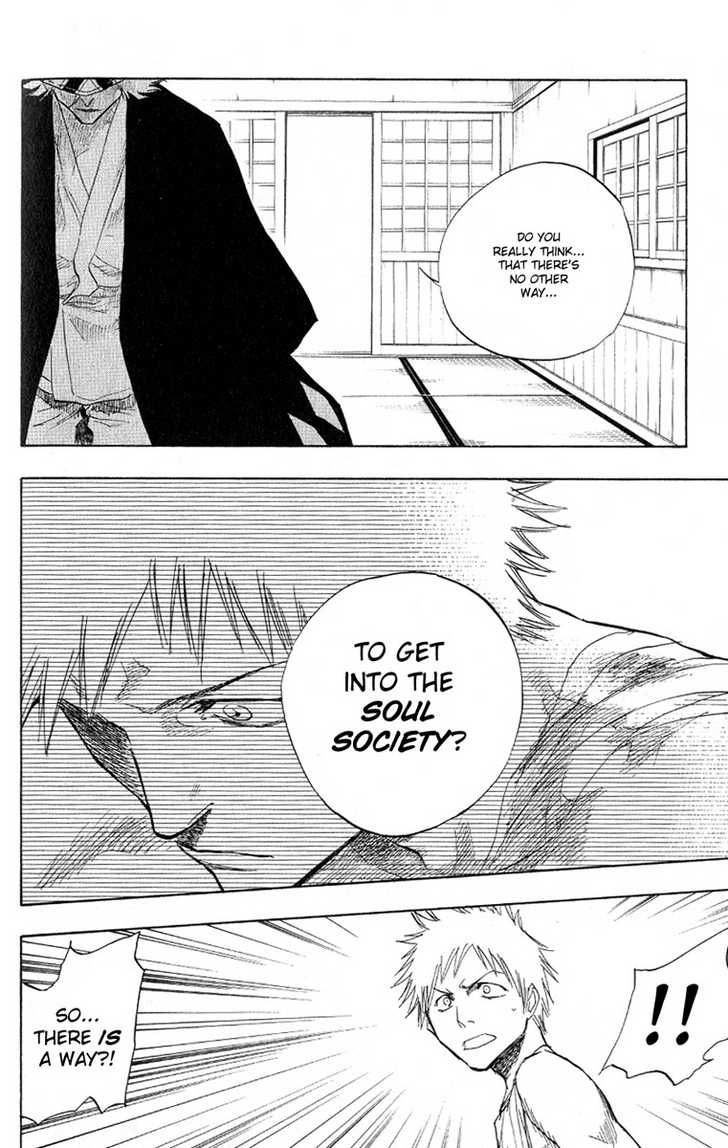 DO YOU
REALLY THINK...
THAT THERE'S
NO OTHER
WAY...
TO GET
INTO THE
SOUL
SOCIETY?
!!
SO...
THERE IS
A WAY?!